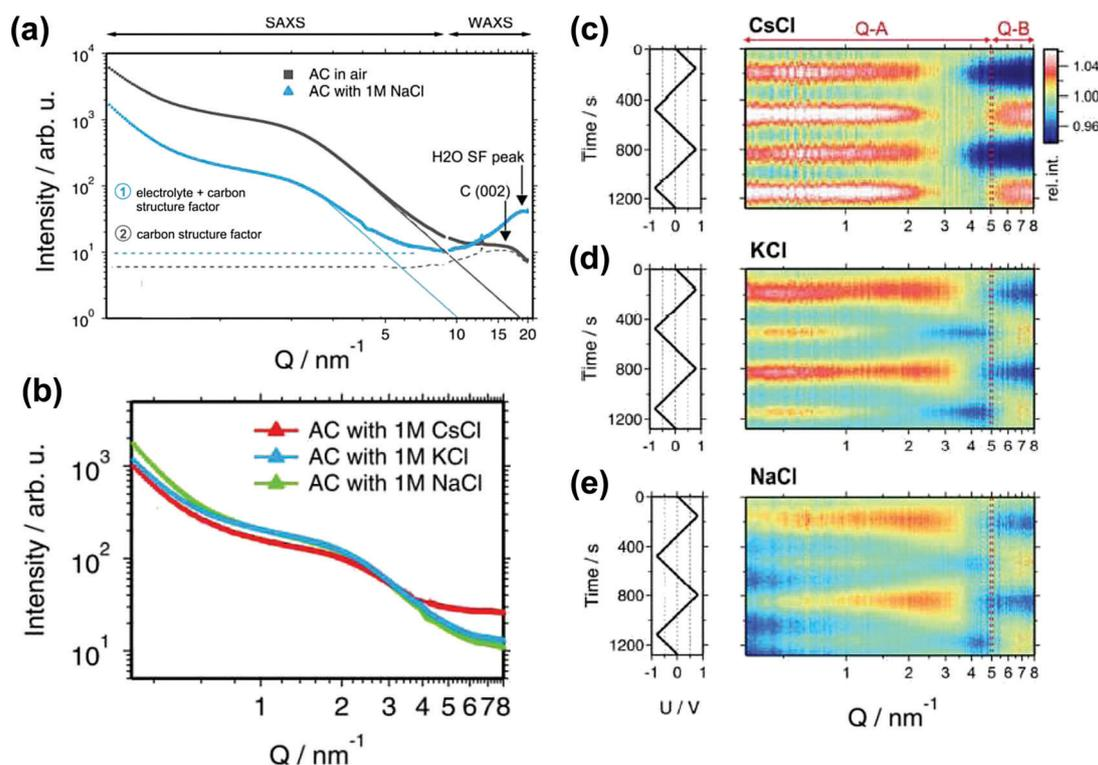 (a)
SAXS
WAXS
10^4
10^3
10^2
10^1
10^0
Intensity / arb. u.
AC in air
AC with 1M NaCl
H2O SF peak
C (002)
1 electrolyte + carbon
structure factor
2 carbon structure factor
5 10 15 20
Q / nm^-1
(b)
10^3
10^2
10^1
Intensity / arb. u.
AC with 1M CsCl
AC with 1M KCl
AC with 1M NaCl
1 2 3 4 5 6 7 8
Q / nm^-1
(c)
CsCl
Q-A
Q-B
0
400
800
1200
Time / s
-1 0 1
1 2 3 4 5 6 7 8
1.04
1.00
0.96
rel. int.
(d)
KCl
0
400
800
1200
Time / s
-1 0 1
1 2 3 4 5 6 7 8
(e)
NaCl
0
400
800
1200
Time / s
-1 0 1
U / V
1 2 3 4 5 6 7 8
Q / nm^-1